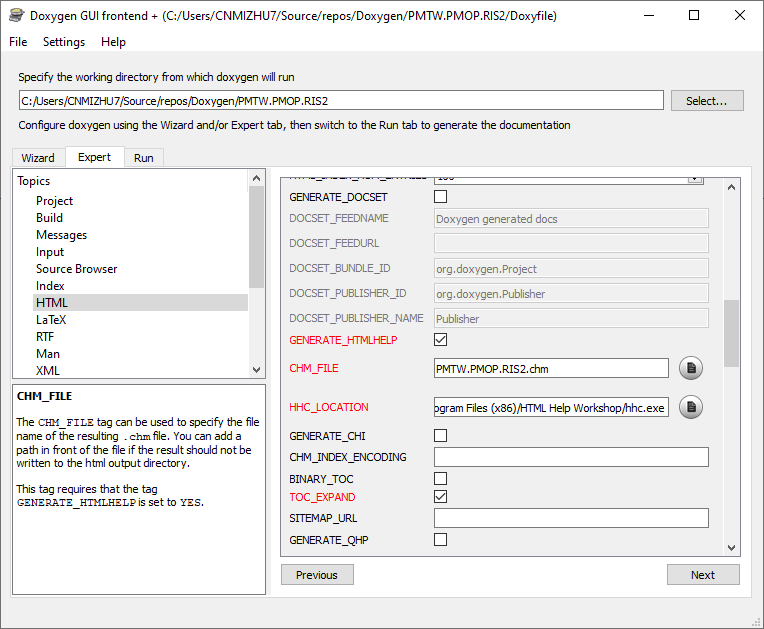 Doxygen GUI frontend + (C:/Users/CNMIZHU7/Source/repos/Doxygen/PMTW.PMOP.RIS2/Doxyfile)
File Settings Help
Specify the working directory from which doxygen will run
C:/Users/CNMIZHU7/Source/repos/Doxygen/PMTW.PMOP.RIS2 Select...
Configure doxygen using the Wizard and/or Expert tab, then switch to the Run tab to generate the documentation
Wizard Expert Run
Topics
Project
Build
Messages
Input
Source Browser
Index
HTML
LaTeX
RTF
Man
XML
CHM_FILE
The CHM_FILE tag can be used to specify the file
name of the resulting .chm file. You can add a
path in front of the file if the result should not be
written to the html output directory.
This tag requires that the tag
GENERATE_HTMLHELP is set to YES.
GENERATE_DOCSET
DOCSET_FEEDNAME Doxygen generated docs
DOCSET_FEEDURL
DOCSET_BUNDLE_ID org.doxygen.Project
DOCSET_PUBLISHER_ID org.doxygen.Publisher
DOCSET_PUBLISHER_NAME Publisher
GENERATE_HTMLHELP
CHM_FILE PMTW.PMOP.RIS2.chm
HHC_LOCATION ogram Files (x86)/HTML Help Workshop/hhc.exe
GENERATE_CHI
CHM_INDEX_ENCODING
BINARY_TOC
TOC_EXPAND
SITEMAP_URL
GENERATE_QHP
Previous Next